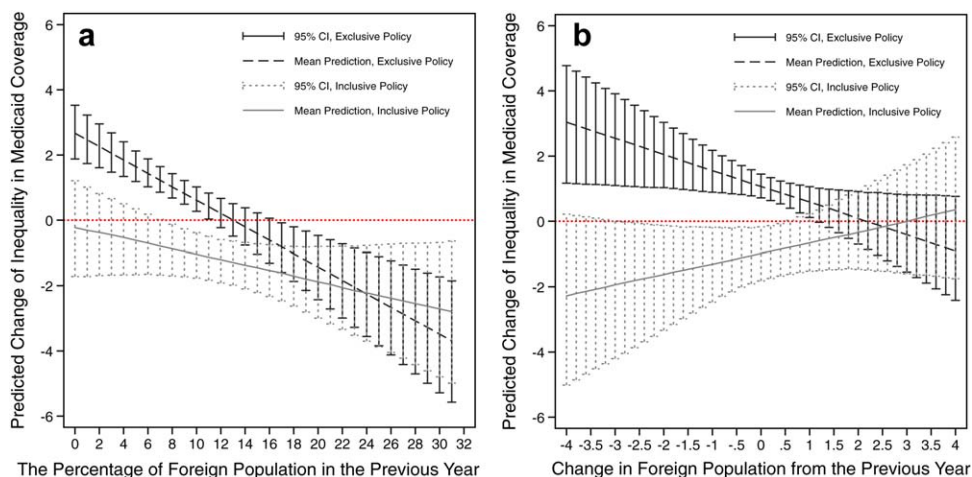 a
Predicted Change of Inequality in Medicaid Coverage
6
4
2
0
-2
-4
-6
95% CI, Exclusive Policy
Mean Prediction, Exclusive Policy
95% CI, Inclusive Policy
Mean Prediction, Inclusive Policy
0 2 4 6 8 10 12 14 16 18 20 22 24 26 28 30 32
The Percentage of Foreign Population in the Previous Year
b
Predicted Change of Inequality in Medicaid Coverage
6
4
2
0
-2
-4
-6
95% CI, Exclusive Policy
Mean Prediction, Exclusive Policy
95% CI, Inclusive Policy
Mean Prediction, Inclusive Policy
-4 -3.5 -3 -2.5 -2 -1.5 -1 -.5 0 .5 1 1.5 2 2.5 3 3.5 4
Change in Foreign Population from the Previous Year